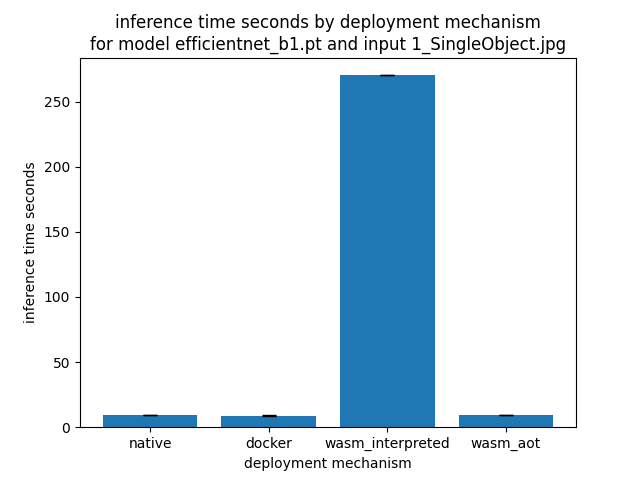 inference time seconds by deployment mechanism
for model efficientnet_b1.pt and input 1_SingleObject.jpg
inference time seconds
250
200
150
100
50
0
native docker wasm_interpreted wasm_aot
deployment mechanism